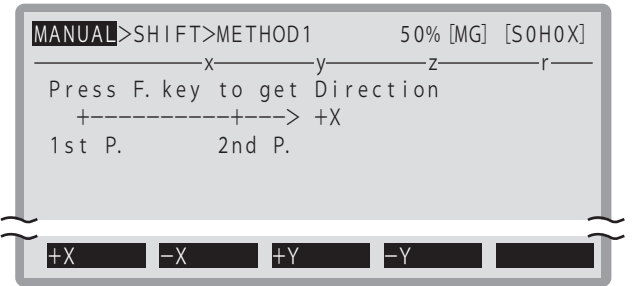 MANUAL>SHIFT>METHOD1 50% [MG] [S0H0X]
————————x————————y————————z————————r————
Press F.key to get Direction
+----------+---> +X
1st P. 2nd P.
+X -X +Y -Y